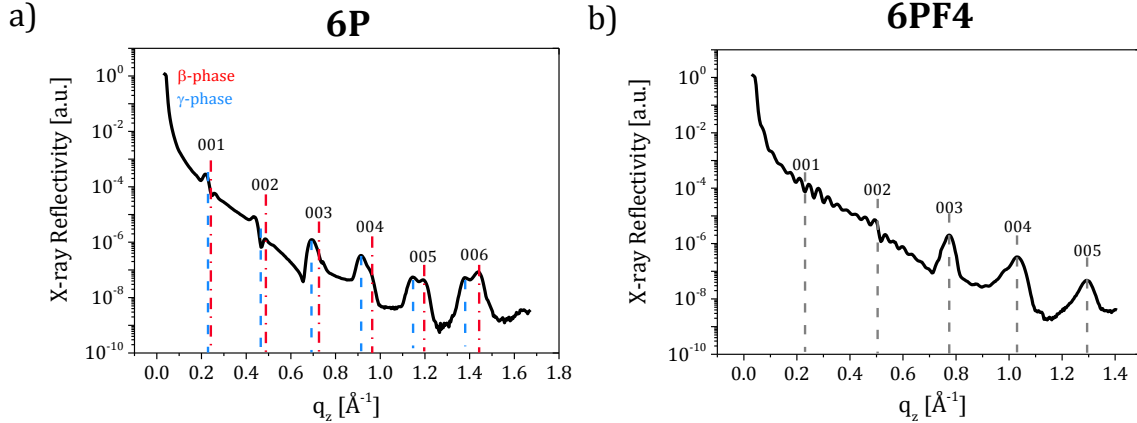 a)
6P
10⁰
10⁻²
10⁻⁴
10⁻⁶
10⁻⁸
10⁻¹⁰
X-ray Reflectivity [a.u.]
β-phase
γ-phase
001
002
003
004
005
006
0.0 0.2 0.4 0.6 0.8 1.0 1.2 1.4 1.6 1.8
q_z [Å⁻¹]
b)
6PF4
10⁰
10⁻²
10⁻⁴
10⁻⁶
10⁻⁸
10⁻¹⁰
X-ray Reflectivity [a.u.]
001
002
003
004
005
0.0 0.2 0.4 0.6 0.8 1.0 1.2 1.4
q_z [Å⁻¹]